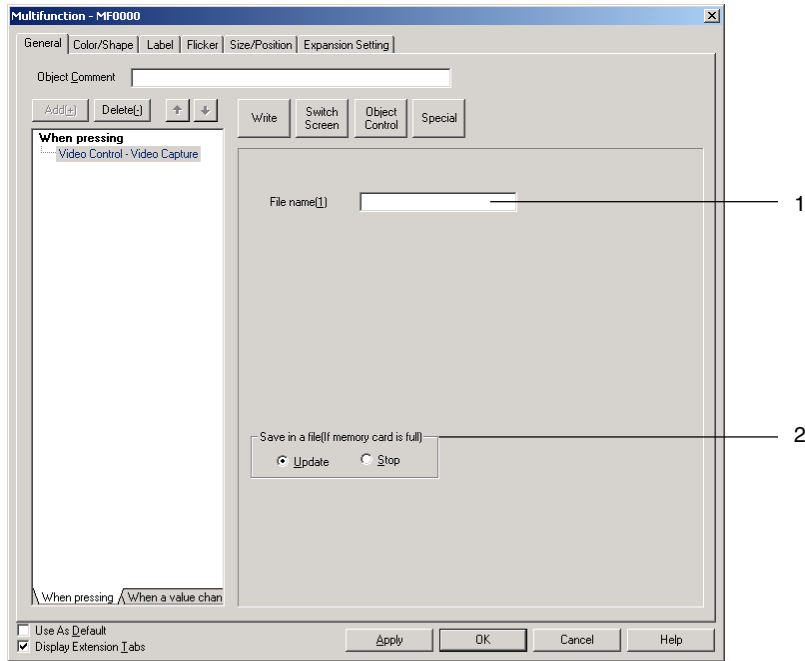 Multifunction - MF0000
General Color/Shape Label Flicker Size/Position Expansion Setting
Object Comment
Add(+) Delete(-)
Write Switch Screen Object Control Special
When pressing
Video Control - Video Capture
File name(1)
1
Save in a file(If memory card is full)
2
Update Stop
When pressing When a value chan
Use As Default
Display Extension Tabs
Apply OK Cancel Help